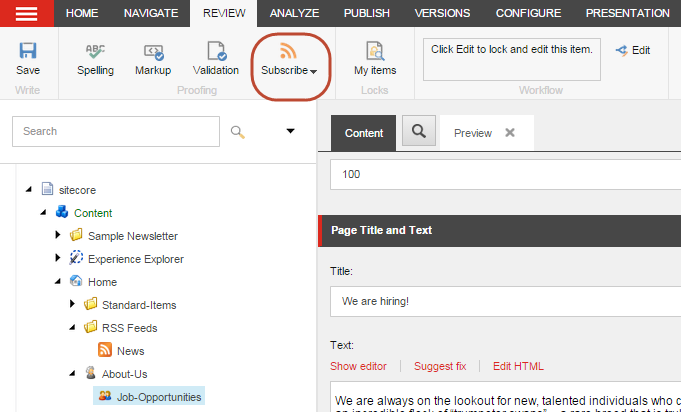 HOME NAVIGATE REVIEW ANALYZE PUBLISH VERSIONS CONFIGURE PRESENTATION
Save Spelling Markup Validation Subscribe My items Click Edit to lock and edit this item. Edit
Write Proofing Locks Workflow
Search
Content Preview
100
sitecore
Content
Sample Newsletter
Experience Explorer
Home
Standard-Items
RSS Feeds
News
About-Us
Job-Opportunities
Page Title and Text
Title:
We are hiring!
Text:
Show editor Suggest fix Edit HTML
We are always on the lookout for new, talented individuals who c